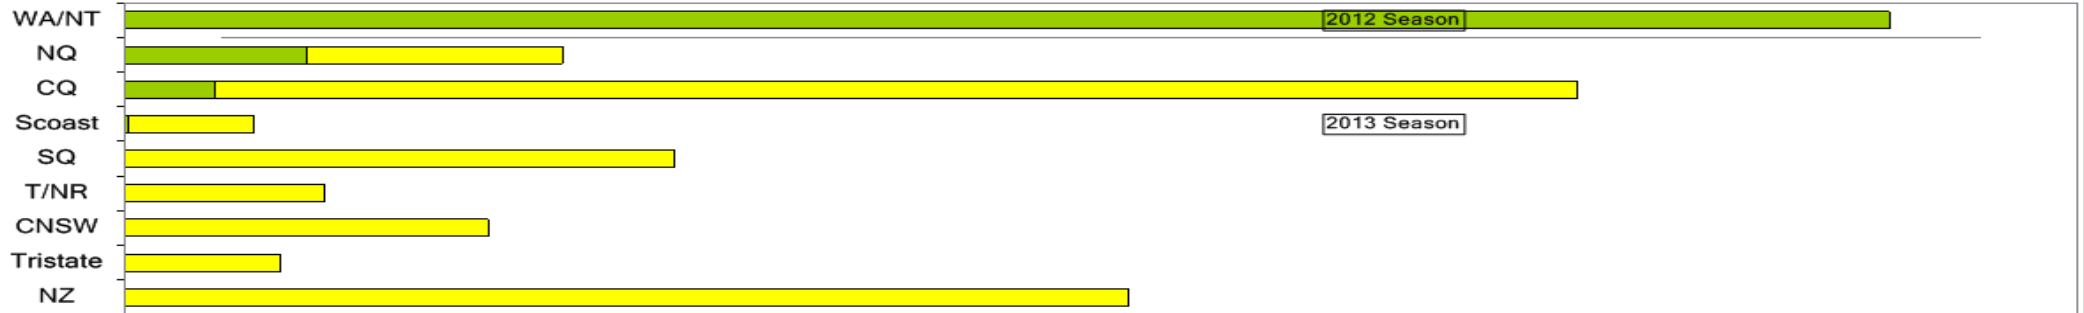 WA/NT
2012 Season
NQ
CQ
Scoast
2013 Season
SQ
T/NR
CNSW
Tristate
NZ